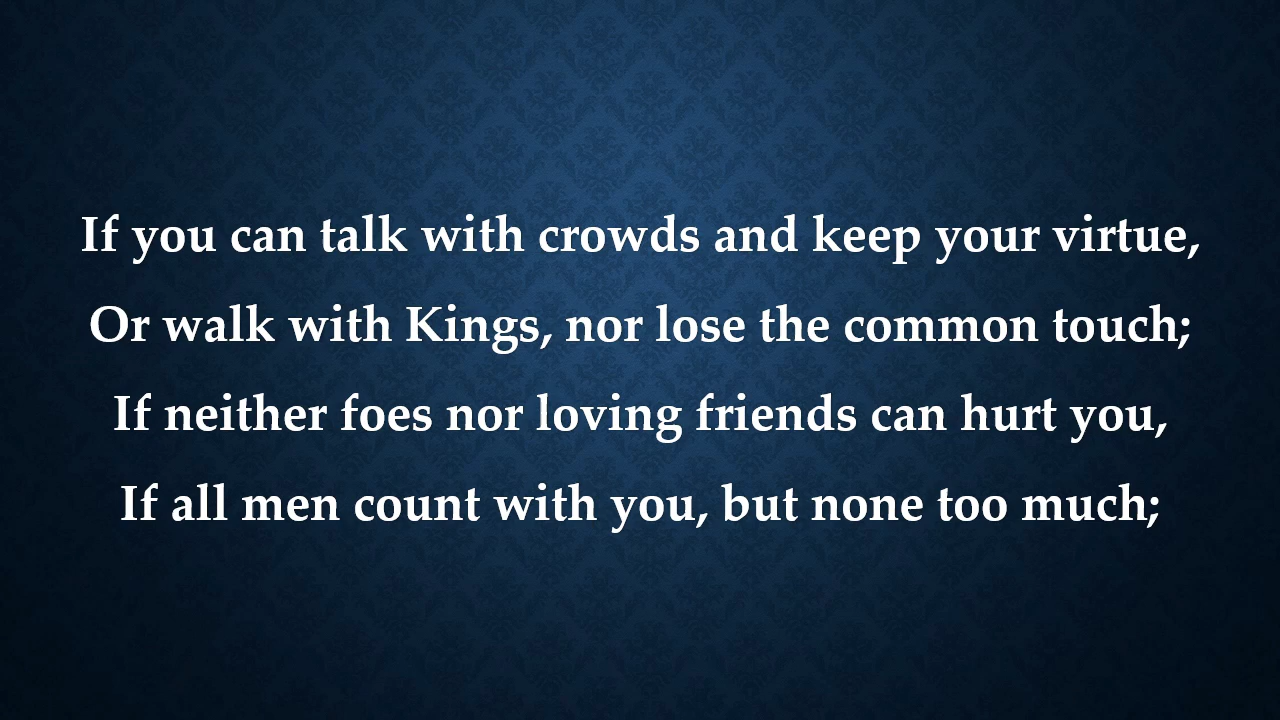 If you can talk with crowds and keep your virtue,
Or walk with Kings, nor lose the common touch;
If neither foes nor loving friends can hurt you,
If all men count with you, but none too much;